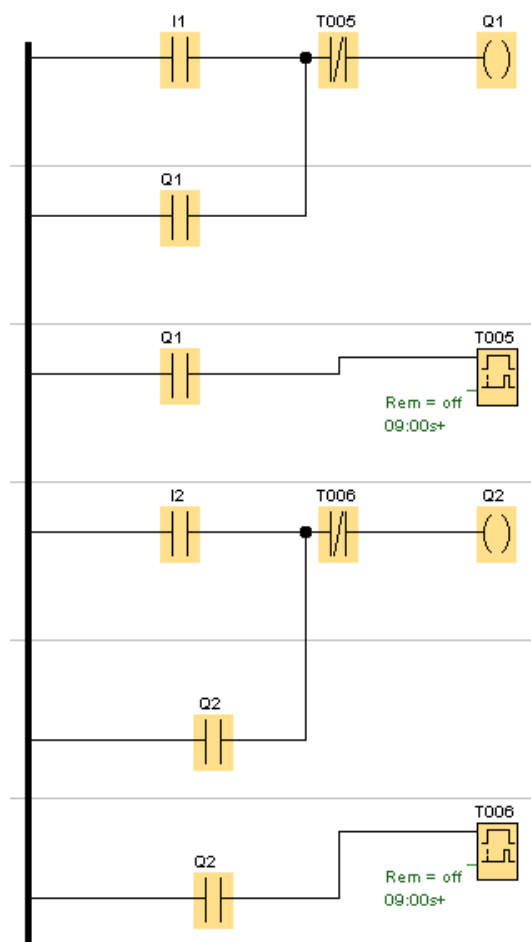 I1 T005 Q1
Q1
Q1 T005
Rem = off
09:00s+
I2 T006 Q2
Q2
T006
Q2
Rem = off
09:00s+